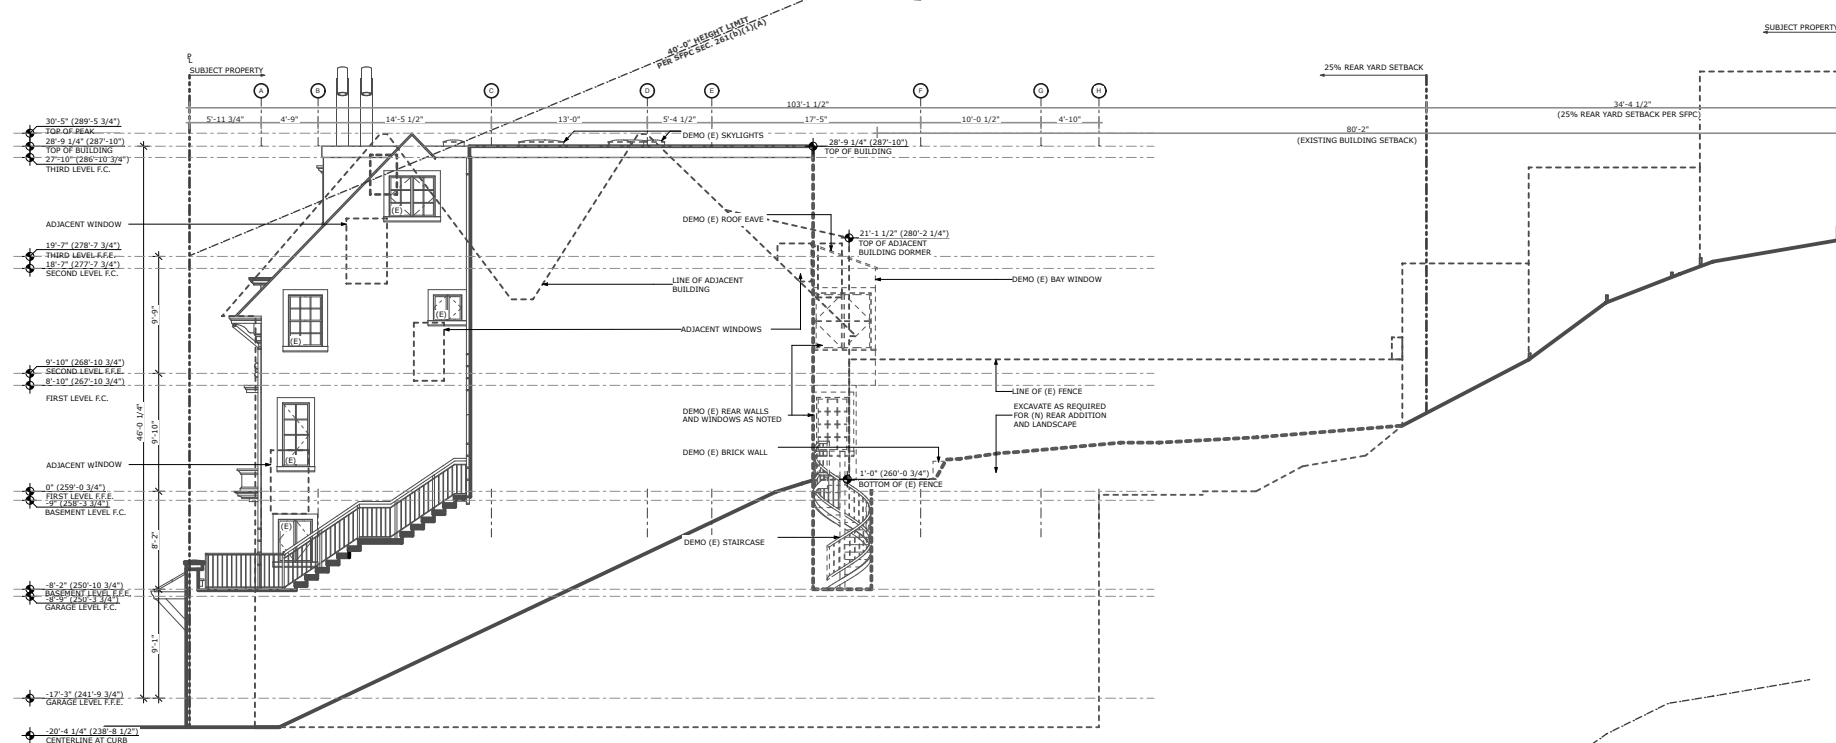 40'-0" HEIGHT LIMIT
PER SFPC SEC. 261(b)(1)(A)
SUBJECT PROPERTY
P
L
SUBJECT PROPERTY
25% REAR YARD SETBACK
A
B
C
D
E
F
G
H
103'-1 1/2"
34'-4 1/2"
(25% REAR YARD SETBACK PER SFPC)
5'-11 3/4"
4'-9"
14'-5 1/2"
13'-0"
5'-4 1/2"
17'-5"
10'-0 1/2"
4'-10"
80'-2"
(EXISTING BUILDING SETBACK)
30'-5" (289'-5 3/4")
TOP OF PEAK
28'-9 1/4" (287'-10")
TOP OF BUILDING
27'-10" (286'-10 3/4")
THIRD LEVEL F.C.
DEMO (E) SKYLIGHTS
28'-9 1/4" (287'-10")
TOP OF BUILDING
ADJACENT WINDOW
(E)
DEMO (E) ROOF EAVE
21'-1 1/2" (280'-2 1/4")
TOP OF ADJACENT
BUILDING DORMER
19'-7" (278'-7 3/4")
THIRD LEVEL F.F.E.
18'-7" (277'-7 3/4")
SECOND LEVEL F.C.
LINE OF ADJACENT
BUILDING
DEMO (E) BAY WINDOW
9'-9"
(E)
(E)
ADJACENT WINDOWS
9'-10" (268'-10 3/4")
SECOND LEVEL F.F.E.
8'-10" (267'-10 3/4")
FIRST LEVEL F.C.
LINE OF (E) FENCE
46'-0 1/4"
9'-10"
DEMO (E) REAR WALLS
AND WINDOWS AS NOTED
EXCAVATE AS REQUIRED
FOR (N) REAR ADDITION
AND LANDSCAPE
DEMO (E) BRICK WALL
ADJACENT WINDOW
(E)
1'-0" (260'-0 3/4")
BOTTOM OF (E) FENCE
0" (259'-0 3/4")
FIRST LEVEL F.F.E.
-9" (258'-3 3/4")
BASEMENT LEVEL F.C.
(E)
8'-2"
DEMO (E) STAIRCASE
-8'-2" (250'-10 3/4")
BASEMENT LEVEL F.F.E.
-8'-9" (250'-3 3/4")
GARAGE LEVEL F.C.
9'-1"
-17'-3" (241'-9 3/4")
GARAGE LEVEL F.F.E.
-20'-4 1/4" (238'-8 1/2")
CENTERLINE AT CURB